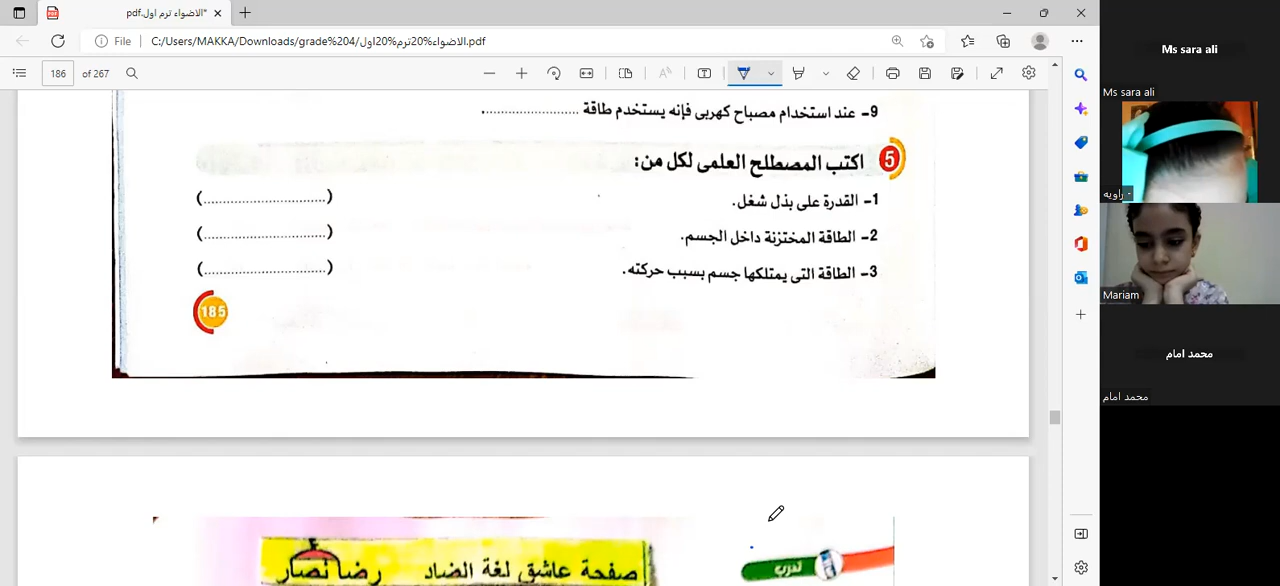 الاضواء ترم اول.pdf*
File
C:/Users/MAKKA/Downloads/grade%204/الاضواء%20ترم%20اول.pdf
186 of 267
9- عند استخدام مصباح كهربى فإنه يستخدم طاقة ........................
5 اكتب المصطلح العلمى لكل من:
1- القدرة على بذل شغل. (..............................)
2- الطاقة المختزنة داخل الجسم. (..............................)
3- الطاقة التى يمتلكها جسم بسبب حركته. (..............................)
185
صفحة عاشق لغة الضاد رضا نصار
تدرب
Ms sara ali
Ms sara ali
راويه -
Mariam
محمد امام
محمد امام